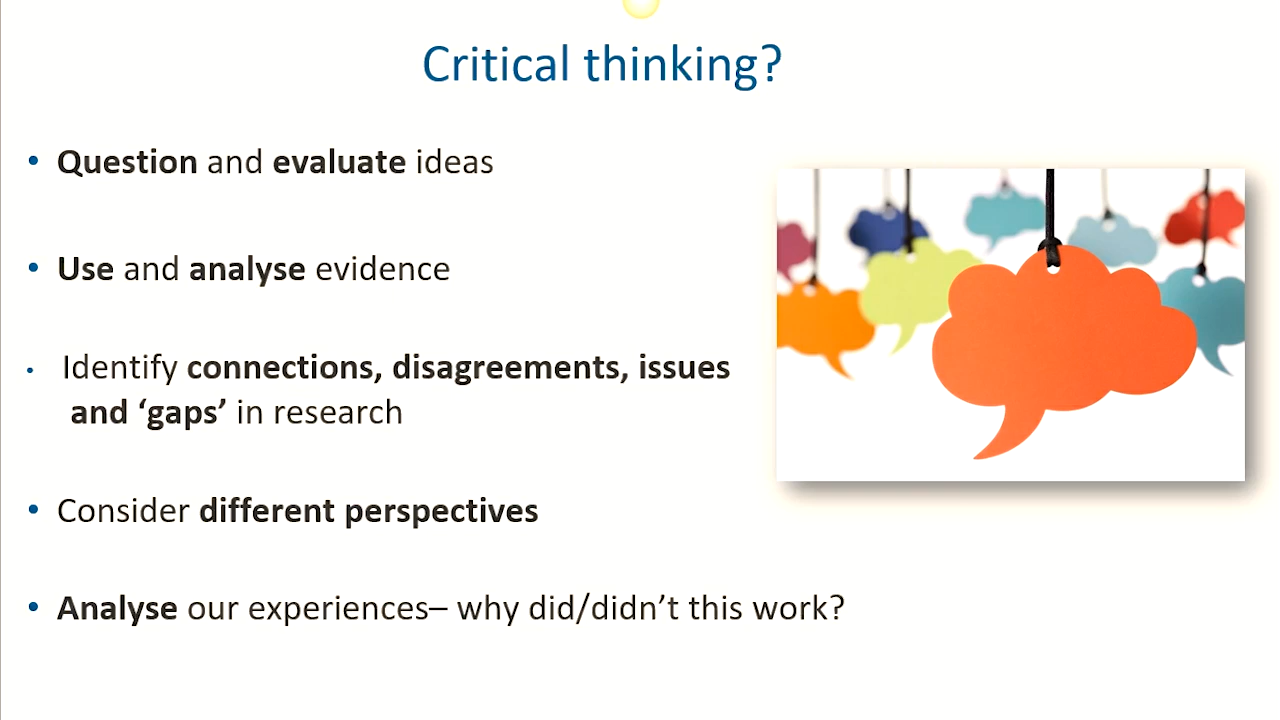 Critical thinking?
• Question and evaluate ideas
• Use and analyse evidence
• Identify connections, disagreements, issues
and ‘gaps’ in research
• Consider different perspectives
• Analyse our experiences– why did/didn’t this work?